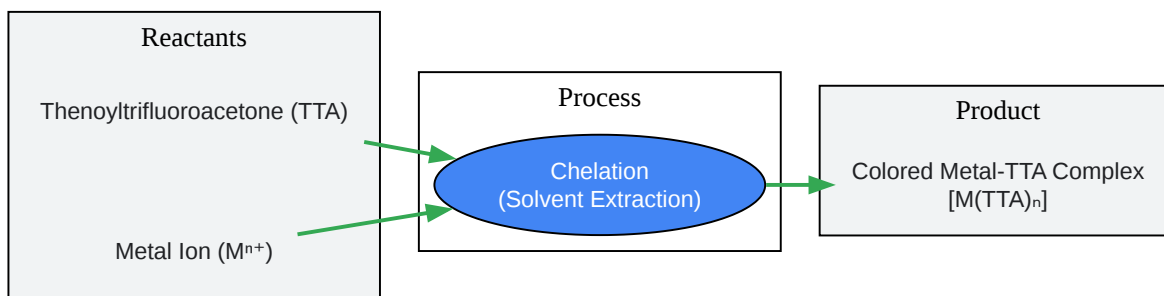 Reactants
Thenoyltrifluoroacetone (TTA)
Metal Ion (Mⁿ⁺)
Process
Chelation
(Solvent Extraction)
Product
Colored Metal-TTA Complex
[M(TTA)ₙ]